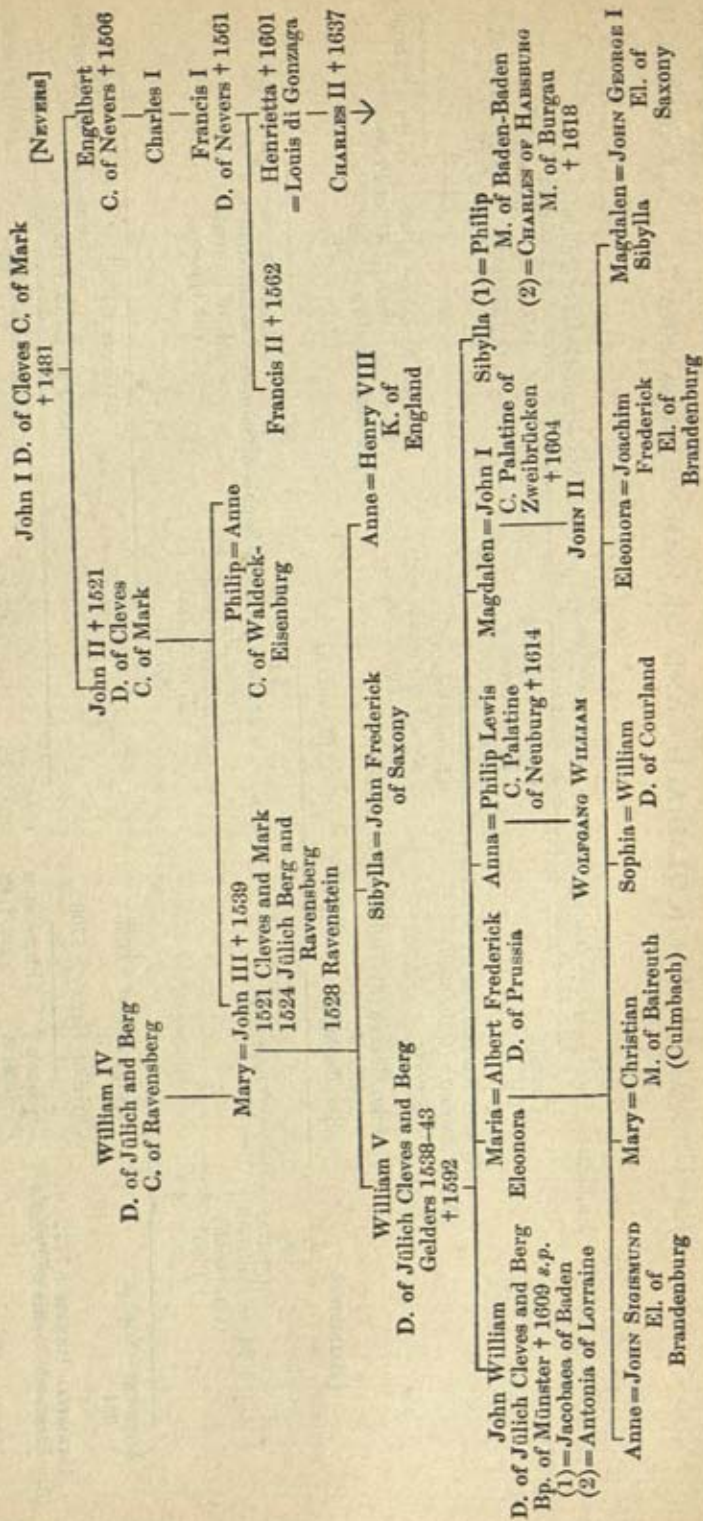 John I D. of Cleves C. of Mark
† 1481
[NEVERS]
William IV
D. of Jülich and Berg
C. of Ravensberg
John II † 1521
D. of Cleves
C. of Mark
Engelbert
C. of Nevers † 1506
Charles I
Francis I
D. of Nevers † 1561
Francis II † 1562
Henrietta † 1601
=Louis di Gonzaga
CHARLES II † 1637
Mary=John III † 1539
1521 Cleves and Mark
1524 Jülich Berg and
Ravensberg
1528 Ravenstein
Philip=Anne
C. of Waldeck-
Eisenburg
William V
D. of Jülich Cleves and Berg
Gelders 1538–43
† 1592
Sibylla=John Frederick
of Saxony
Anne=Henry VIII
K. of
England
John William
D. of Jülich Cleves and Berg
Bp. of Münster † 1609 s.p.
(1)=Jacobaea of Baden
(2)=Antonia of Lorraine
Maria=Albert Frederick
D. of Prussia
Eleonora
Anna=Philip Lewis
C. Palatine
of Neuburg † 1614
WOLFGANG WILLIAM
Magdalen=John I
C. Palatine of
Zweibrücken
† 1604
JOHN II
Sibylla (1)=Philip
M. of Baden-Baden
(2)=CHARLES OF HABSBURG
M. of Burgau
† 1618
Anne=JOHN SIGISMUND
El. of
Brandenburg
Mary=Christian
M. of Baireuth
(Culmbach)
Sophia=William
D. of Courland
Eleonora=Joachim
Frederick
El. of
Brandenburg
Magdalen=JOHN GEORGE I
Sibylla
El. of
Saxony